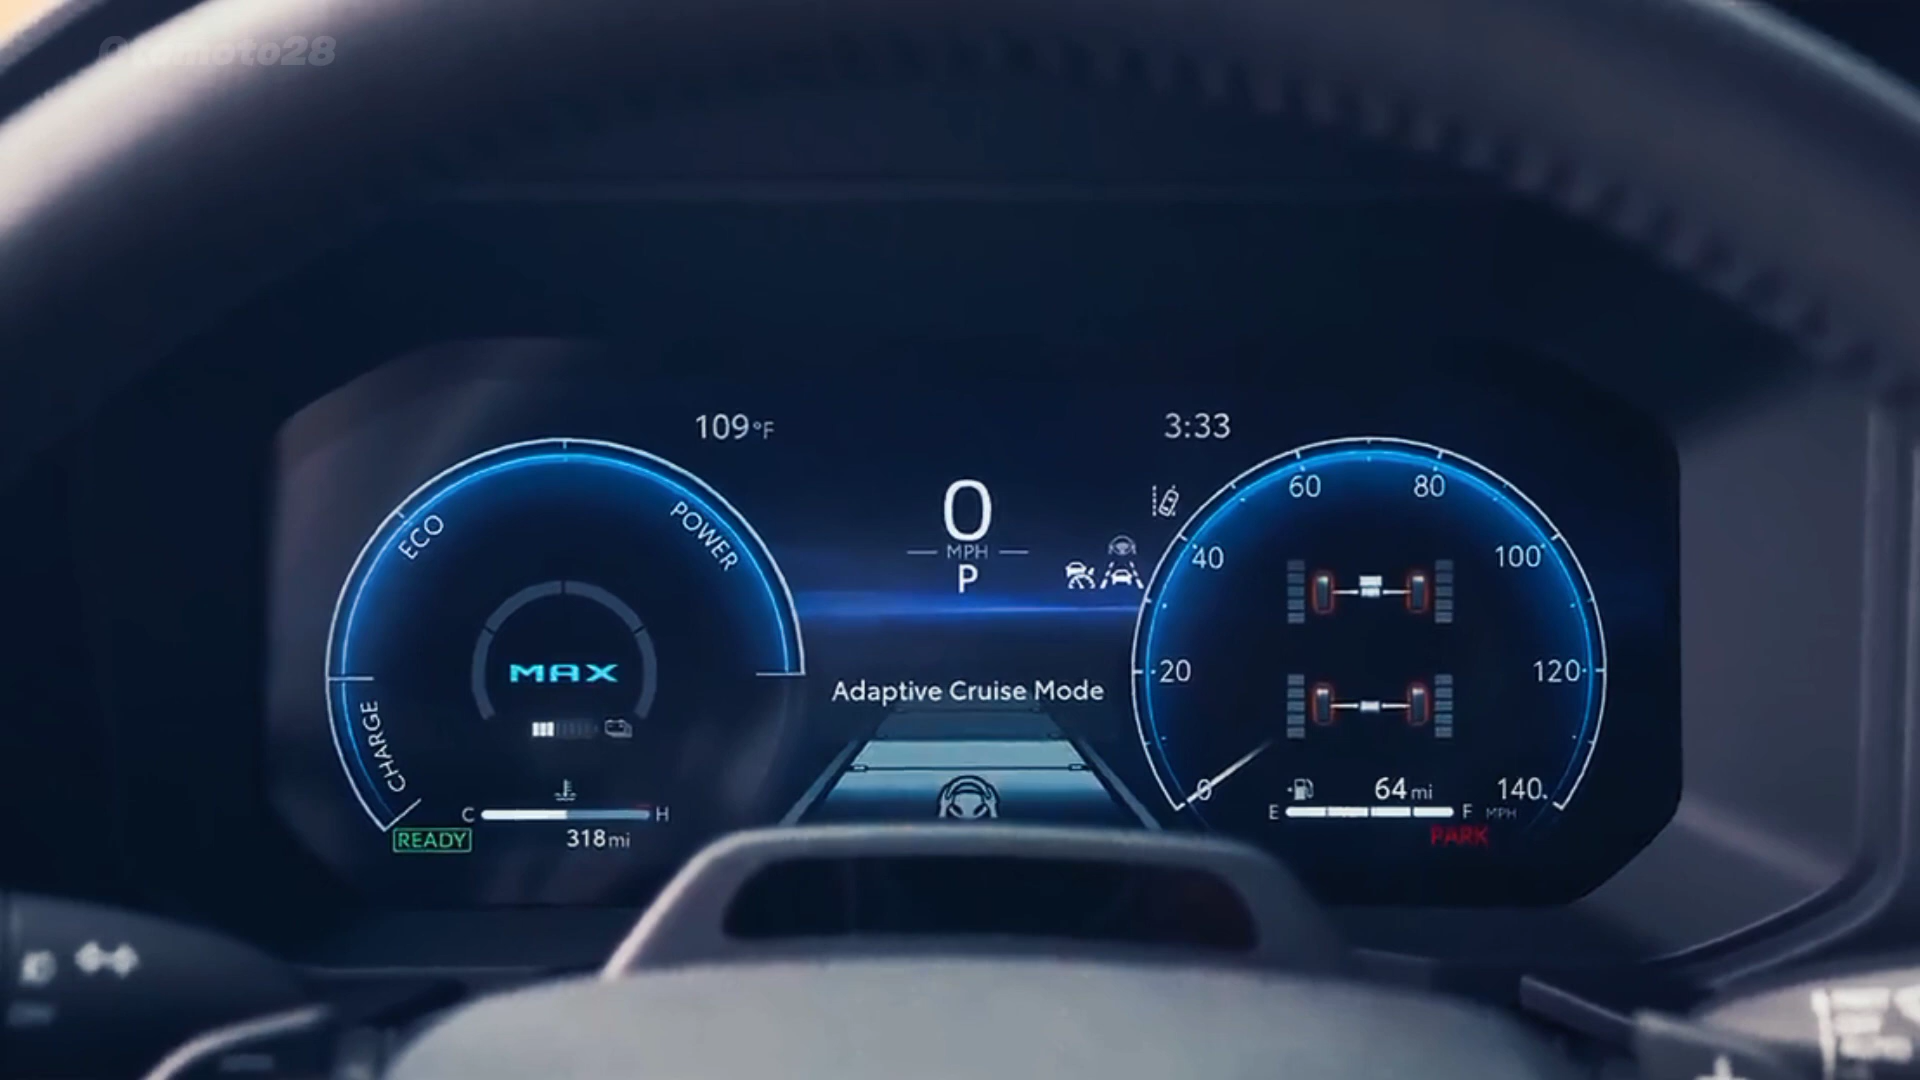 Otomoto28
109°F
3:33
0
MPH
P
ECO
POWER
CHARGE
MAX
Adaptive Cruise Mode
60
80
40
100
20
120
0
140
MPH
C
H
READY
318 mi
64 mi
E
F
PARK